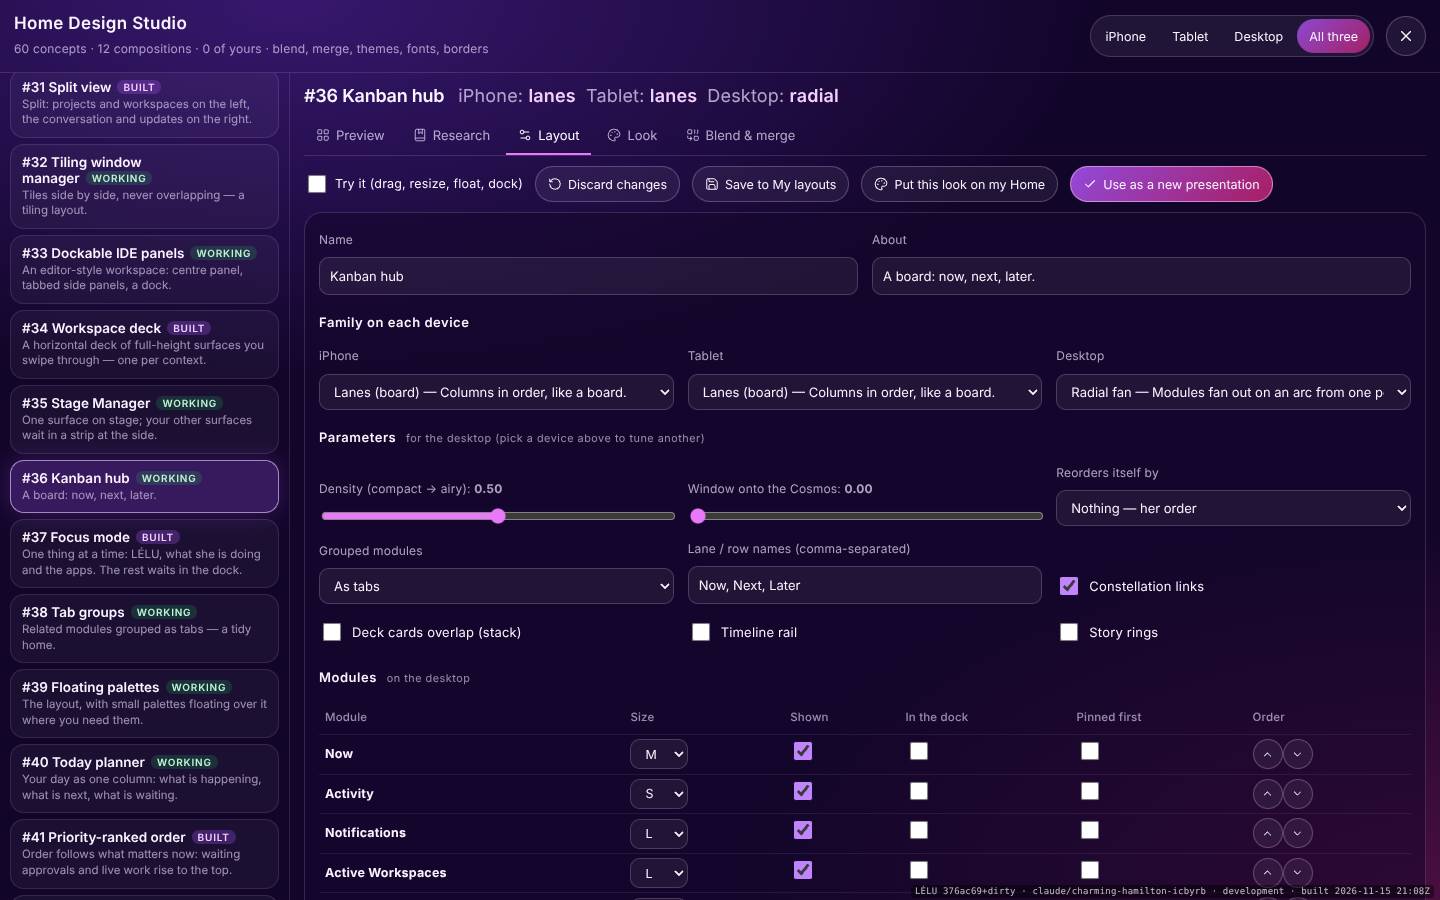 Home Design Studio
60 concepts · 12 compositions · 0 of yours · blend, merge, themes, fonts, borders
iPhone
Tablet
Desktop
All three
#31 Split view BUILT
Split: projects and workspaces on the left,
the conversation and updates on the right.
#32 Tiling window
manager WORKING
Tiles side by side, never overlapping — a
tiling layout.
#33 Dockable IDE panels WORKING
An editor-style workspace: centre panel,
tabbed side panels, a dock.
#34 Workspace deck BUILT
A horizontal deck of full-height surfaces you
swipe through — one per context.
#35 Stage Manager WORKING
One surface on stage; your other surfaces
wait in a strip at the side.
#36 Kanban hub WORKING
A board: now, next, later.
#37 Focus mode BUILT
One thing at a time: LÉLU, what she is doing
and the apps. The rest waits in the dock.
#38 Tab groups WORKING
Related modules grouped as tabs — a tidy
home.
#39 Floating palettes WORKING
The layout, with small palettes floating over it
where you need them.
#40 Today planner WORKING
Your day as one column: what is happening,
what is next, what is waiting.
#41 Priority-ranked order BUILT
Order follows what matters now: waiting
approvals and live work rise to the top.
#36 Kanban hub iPhone: lanes Tablet: lanes Desktop: radial
Preview
Research
Layout
Look
Blend & merge
Try it (drag, resize, float, dock)
Discard changes
Save to My layouts
Put this look on my Home
Use as a new presentation
Name
About
Kanban hub
A board: now, next, later.
Family on each device
iPhone
Tablet
Desktop
Lanes (board) — Columns in order, like a board.
Lanes (board) — Columns in order, like a board.
Radial fan — Modules fan out on an arc from one p
Parameters for the desktop (pick a device above to tune another)
Density (compact → airy): 0.50
Window onto the Cosmos: 0.00
Reorders itself by
Nothing — her order
Grouped modules
Lane / row names (comma-separated)
As tabs
Now, Next, Later
Constellation links
Deck cards overlap (stack)
Timeline rail
Story rings
Modules on the desktop
Module
Size
Shown
In the dock
Pinned first
Order
Now
M
Activity
S
Notifications
L
Active Workspaces
L
LÉLU 376ac69+dirty · claude/charming-hamilton-icbyrb · development · built 2026-11-15 21:08Z